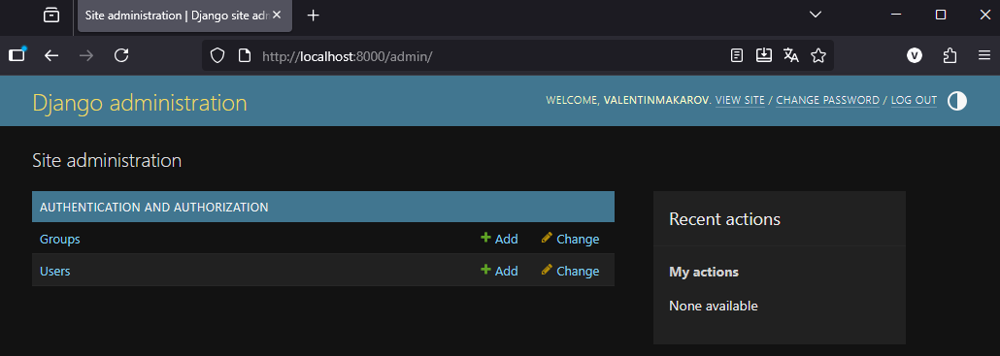 Site administration | Django site adr
http://localhost:8000/admin/
Django administration
WELCOME, VALENTINMAKAROV. VIEW SITE / CHANGE PASSWORD / LOG OUT
Site administration
AUTHENTICATION AND AUTHORIZATION
Groups Add Change
Users Add Change
Recent actions
My actions
None available
V